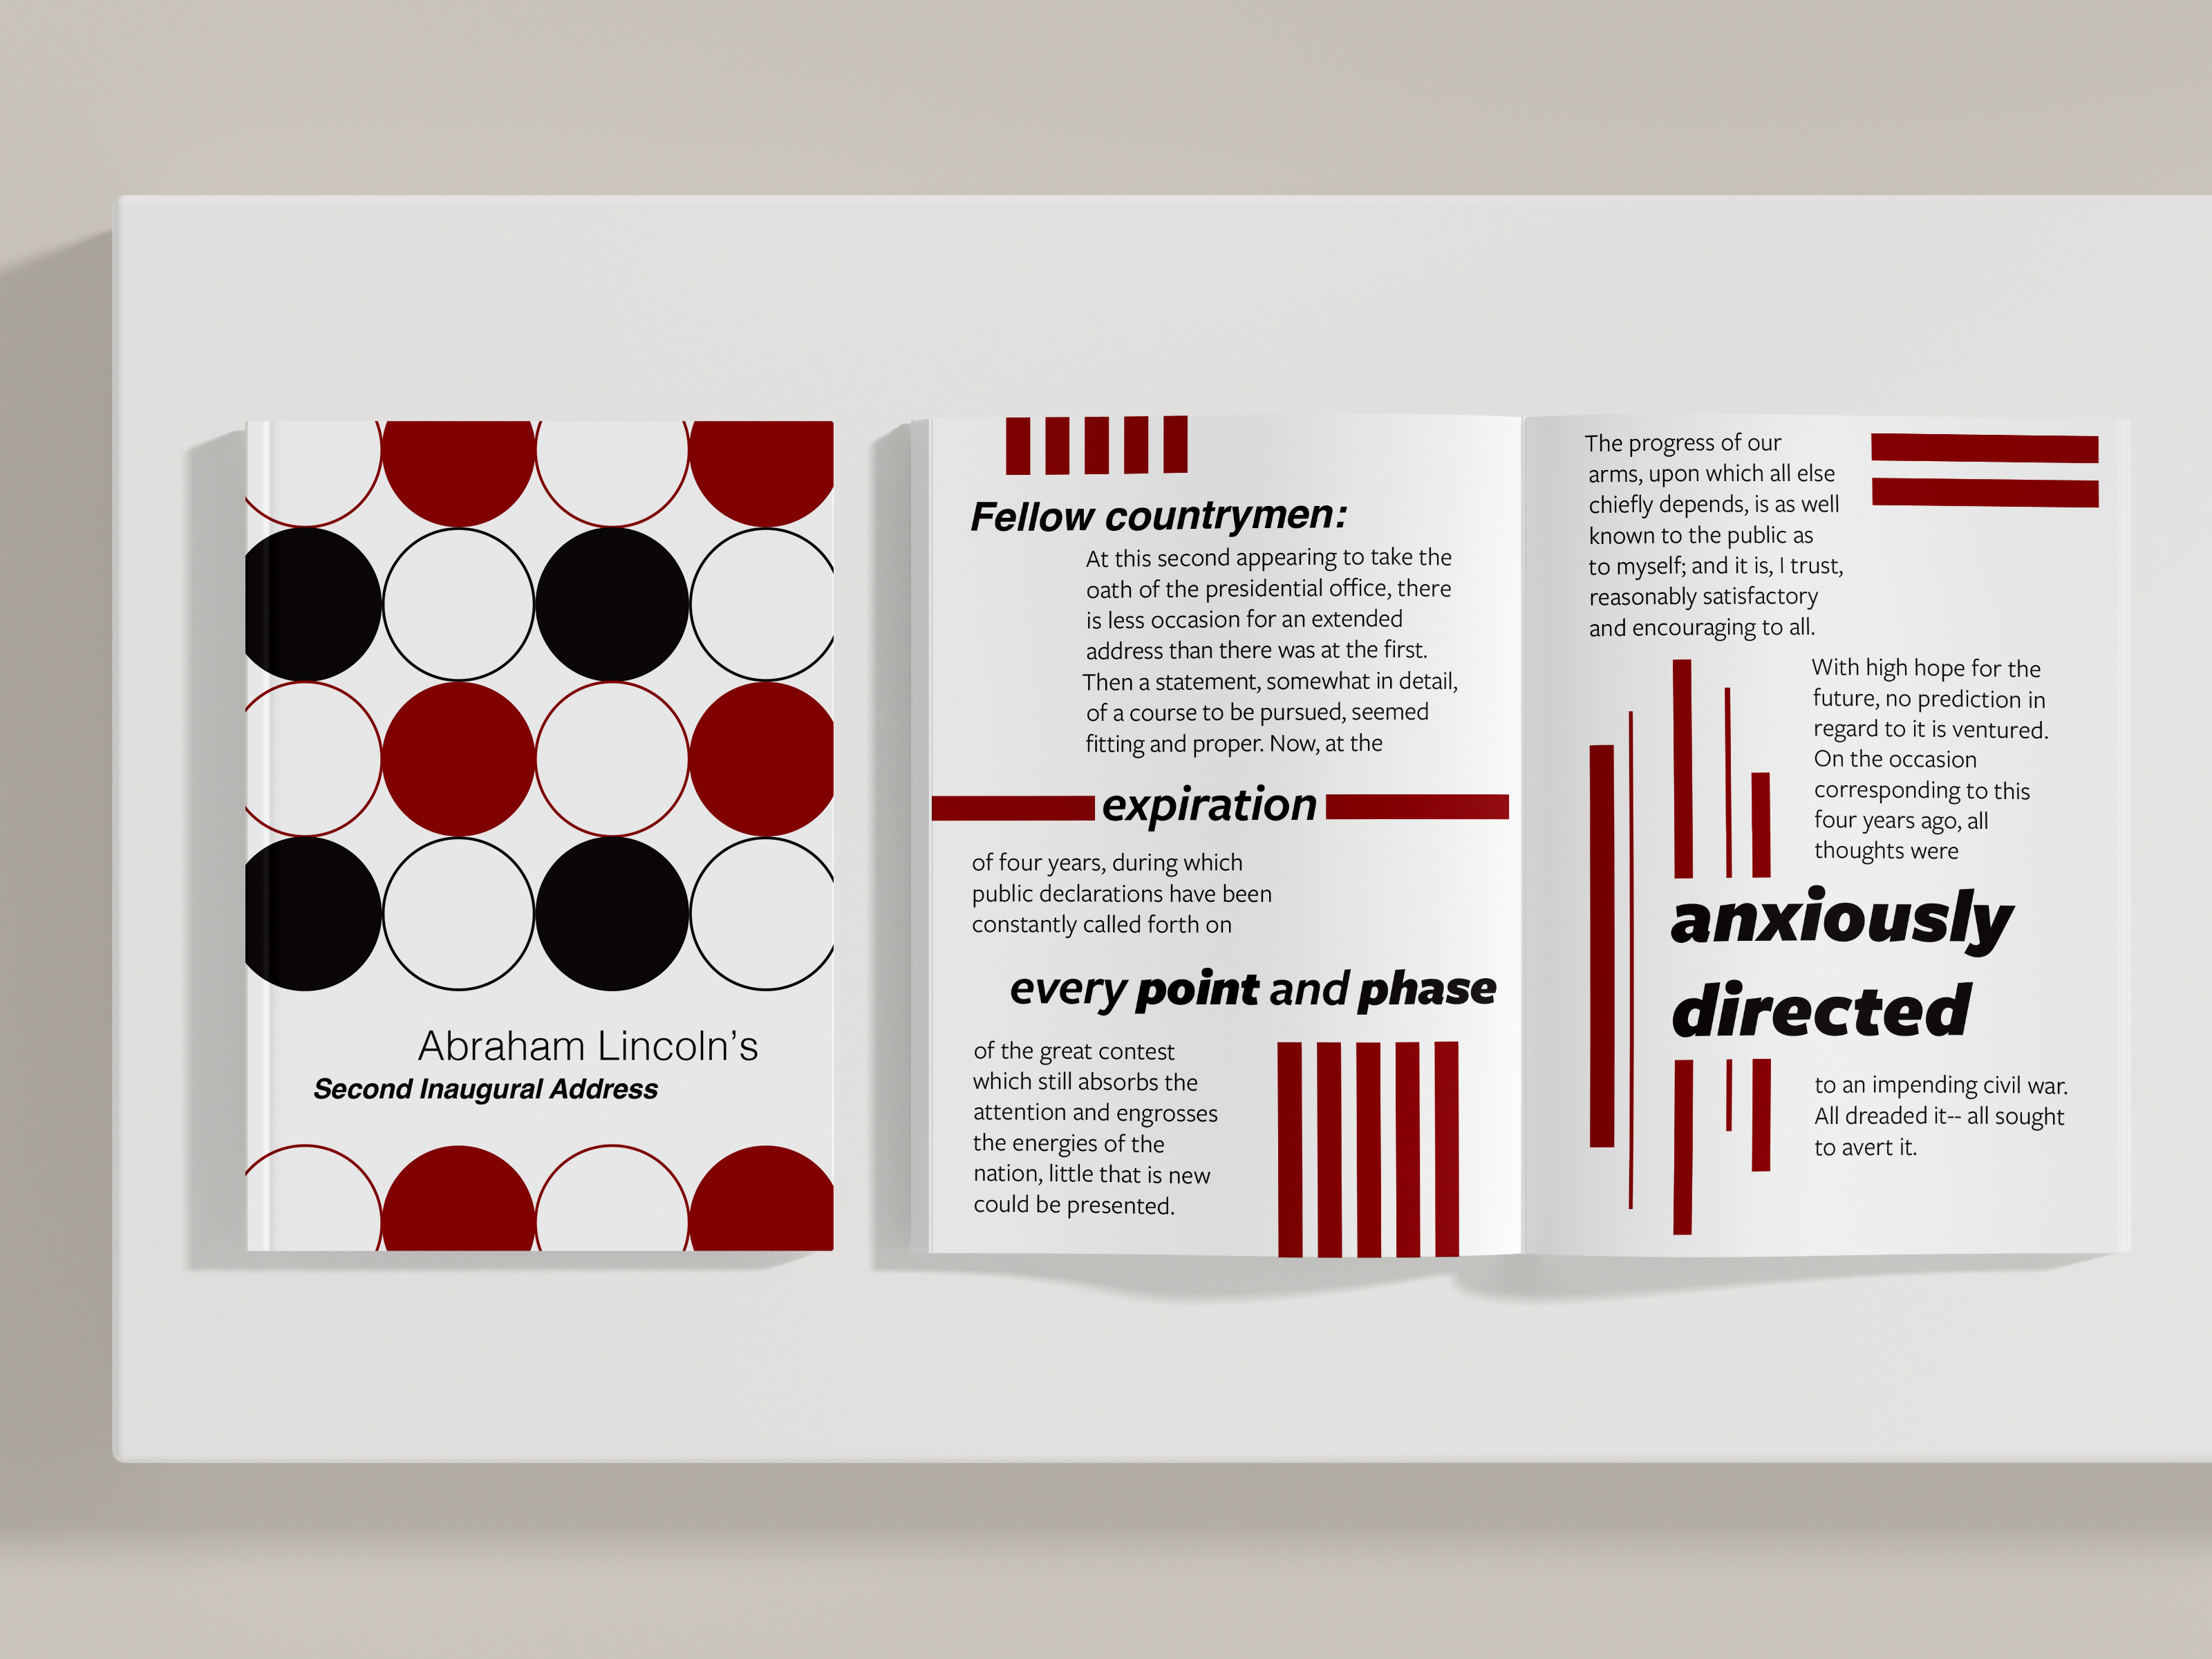 Abraham Lincoln’s
Second Inaugural Address
Fellow countrymen:
At this second appearing to take the
oath of the presidential office, there
is less occasion for an extended
address than there was at the first.
Then a statement, somewhat in detail,
of a course to be pursued, seemed
fitting and proper. Now, at the
expiration
of four years, during which
public declarations have been
constantly called forth on
every point and phase
of the great contest
which still absorbs the
attention and engrosses
the energies of the
nation, little that is new
could be presented.
The progress of our
arms, upon which all else
chiefly depends, is as well
known to the public as
to myself; and it is, I trust,
reasonably satisfactory
and encouraging to all.
With high hope for the
future, no prediction in
regard to it is ventured.
On the occasion
corresponding to this
four years ago, all
thoughts were
anxiously
directed
to an impending civil war.
All dreaded it-- all sought
to avert it.